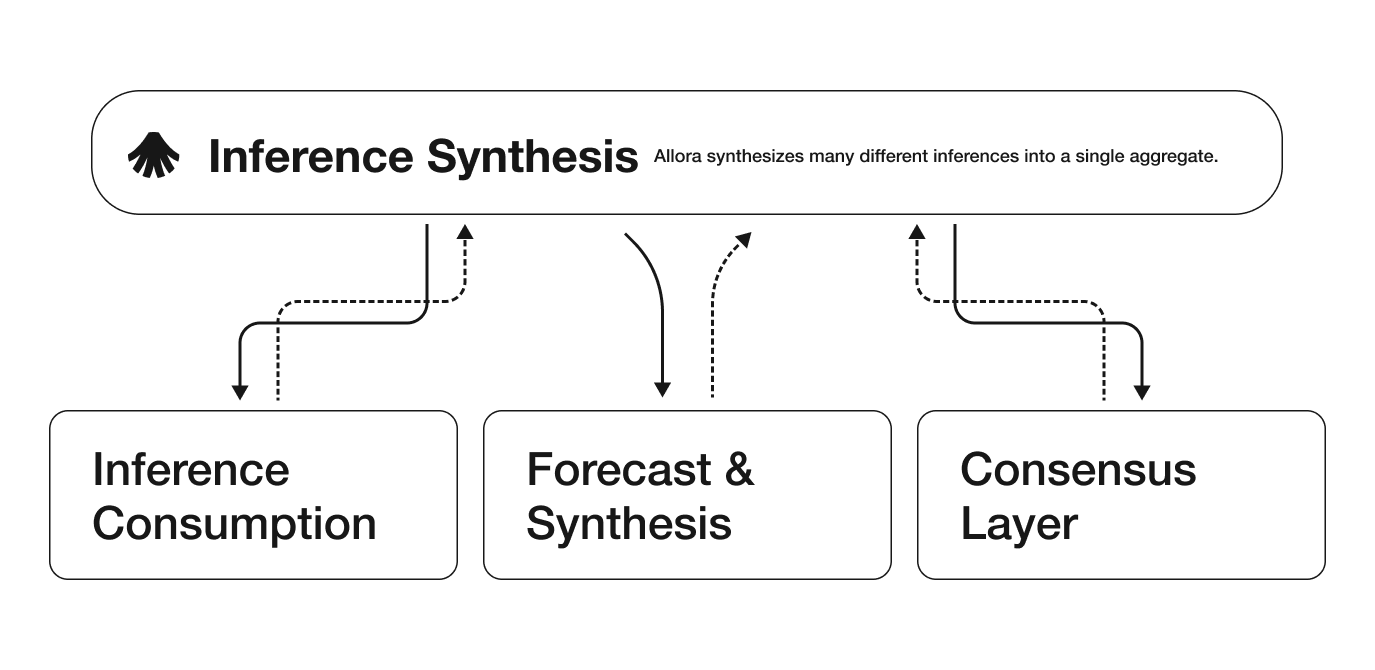 Inference Synthesis Allora synthesizes many different inferences into a single aggregate.
Inference
Consumption
Forecast &
Synthesis
Consensus
Layer